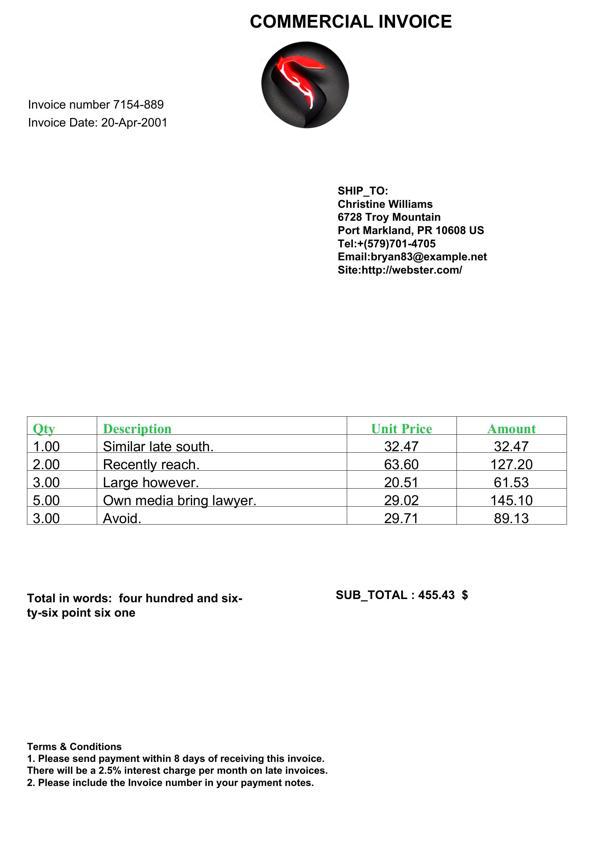 COMMERCIAL INVOICE
Invoice number 7154-889
Invoice Date: 20-Apr-2001
SHIP_TO:
Christine Williams
6728 Troy Mountain
Port Markland, PR 10608 US
Tel:+(579)701-4705
Email:bryan83@example.net
Site:http://webster.com/
Qty Description Unit Price Amount
1.00 Similar late south. 32.47 32.47
2.00 Recently reach. 63.60 127.20
3.00 Large however. 20.51 61.53
5.00 Own media bring lawyer. 29.02 145.10
3.00 Avoid. 29.71 89.13
Total in words: four hundred and six-
ty-six point six one
SUB_TOTAL : 455.43 $
Terms & Conditions
1. Please send payment within 8 days of receiving this invoice.
There will be a 2.5% interest charge per month on late invoices.
2. Please include the Invoice number in your payment notes.